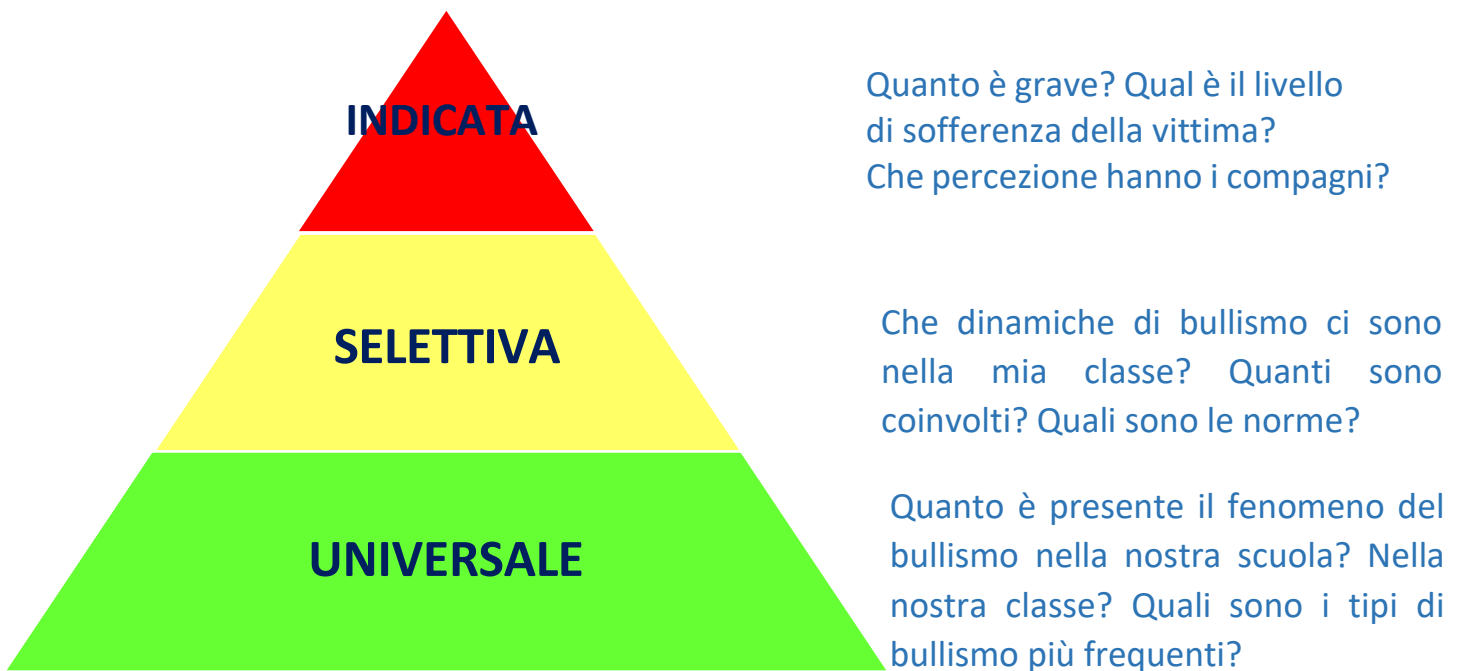 INDICATA
Quanto è grave? Qual è il livello
di sofferenza della vittima?
Che percezione hanno i compagni?
SELETTIVA
Che dinamiche di bullismo ci sono
nella mia classe? Quanti sono
coinvolti? Quali sono le norme?
UNIVERSALE
Quanto è presente il fenomeno del
bullismo nella nostra scuola? Nella
nostra classe? Quali sono i tipi di
bullismo più frequenti?